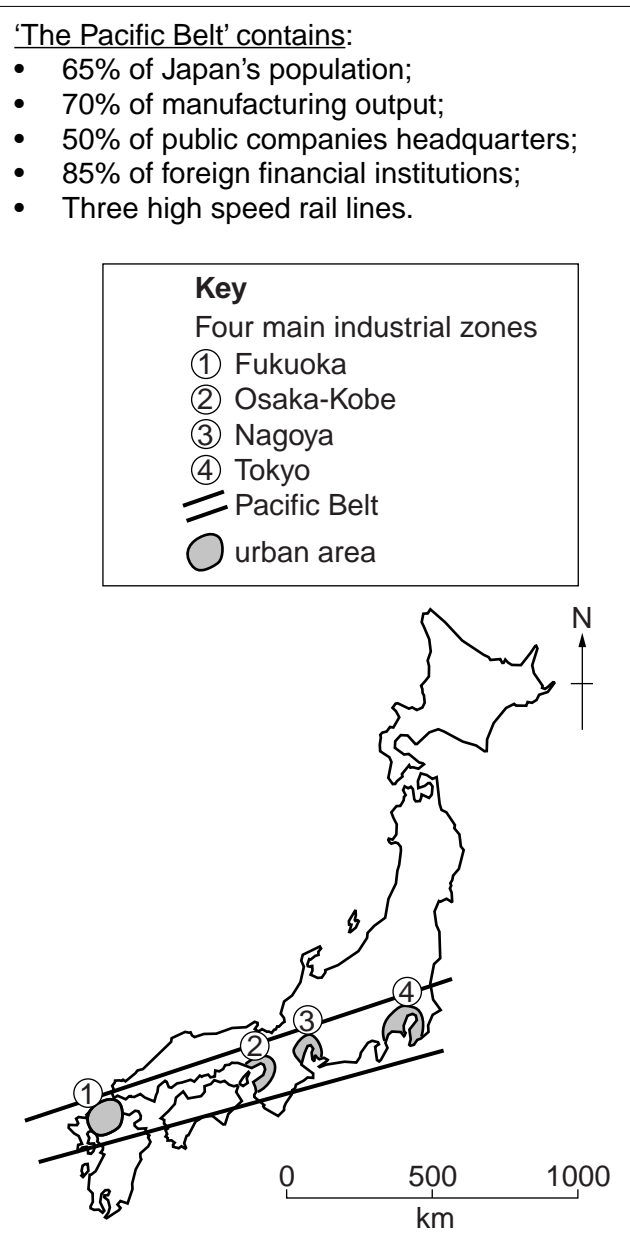 ‘The Pacific Belt’ contains:
• 65% of Japan’s population;
• 70% of manufacturing output;
• 50% of public companies headquarters;
• 85% of foreign financial institutions;
• Three high speed rail lines.
Key
Four main industrial zones
① Fukuoka
② Osaka-Kobe
③ Nagoya
④ Tokyo
Pacific Belt
urban area
N
④
③
②
①
0 500 1000
km